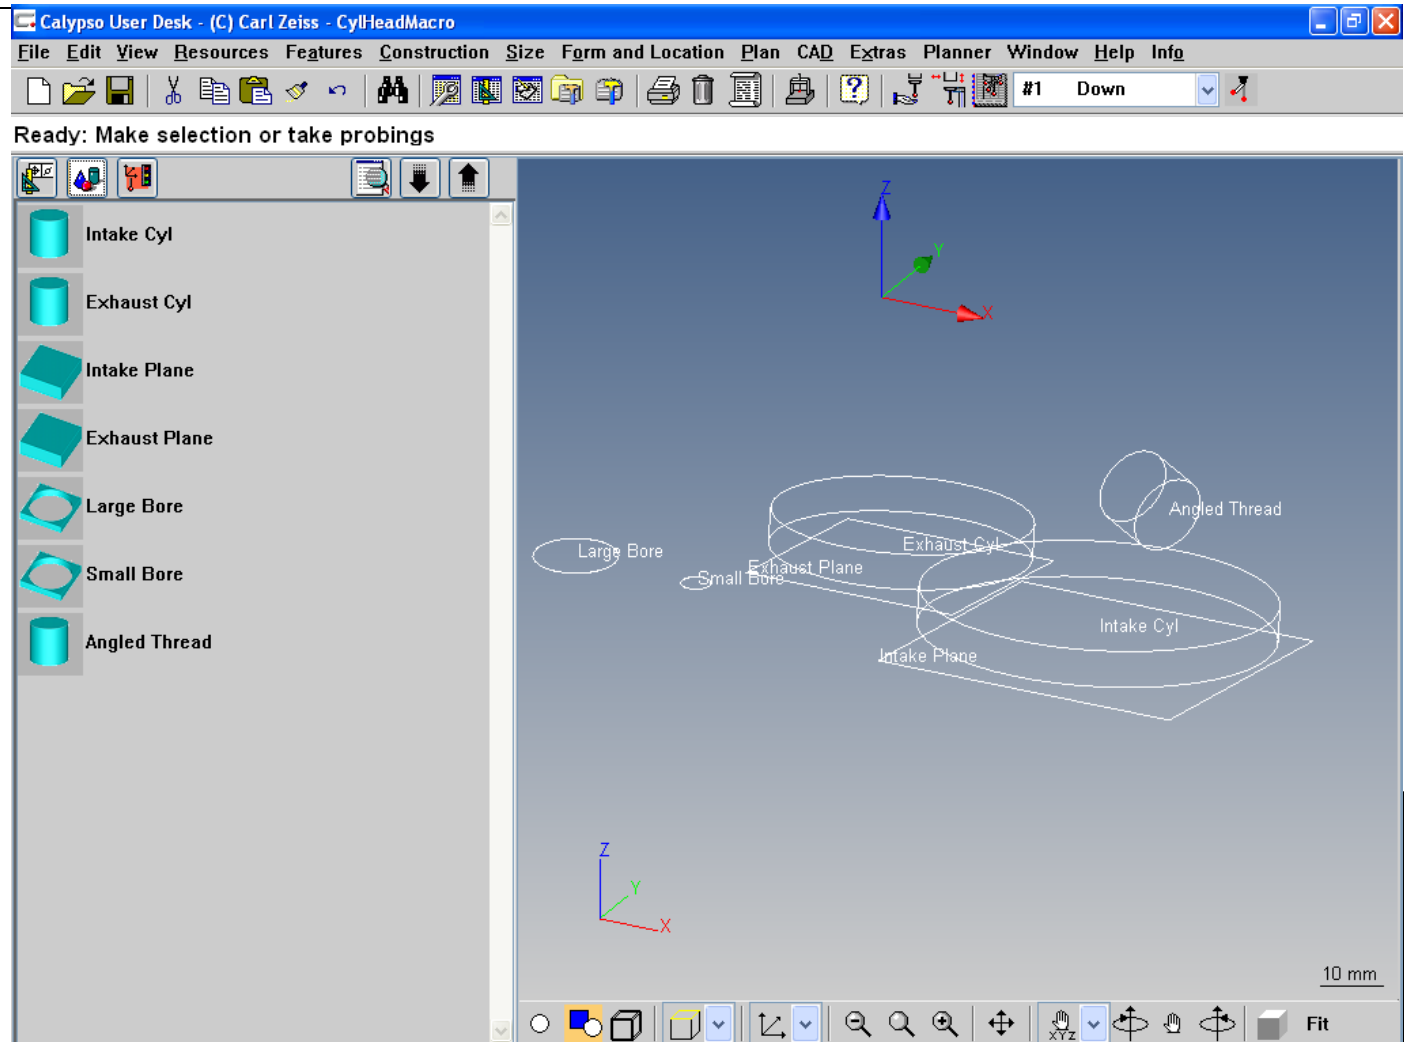 Calypso User Desk - (C) Carl Zeiss - CylHeadMacro
File Edit View Resources Features Construction Size Form and Location Plan CAD Extras Planner Window Help Info
#1 Down
Ready: Make selection or take probings
Intake Cyl
Exhaust Cyl
Intake Plane
Exhaust Plane
Large Bore
Small Bore
Angled Thread
Z
Y
X
Angled Thread
Large Bore
Exhaust Cyl
Exhaust Plane
Small Bore
Intake Cyl
Intake Plane
Z
Y
X
10 mm
XYZ
Fit